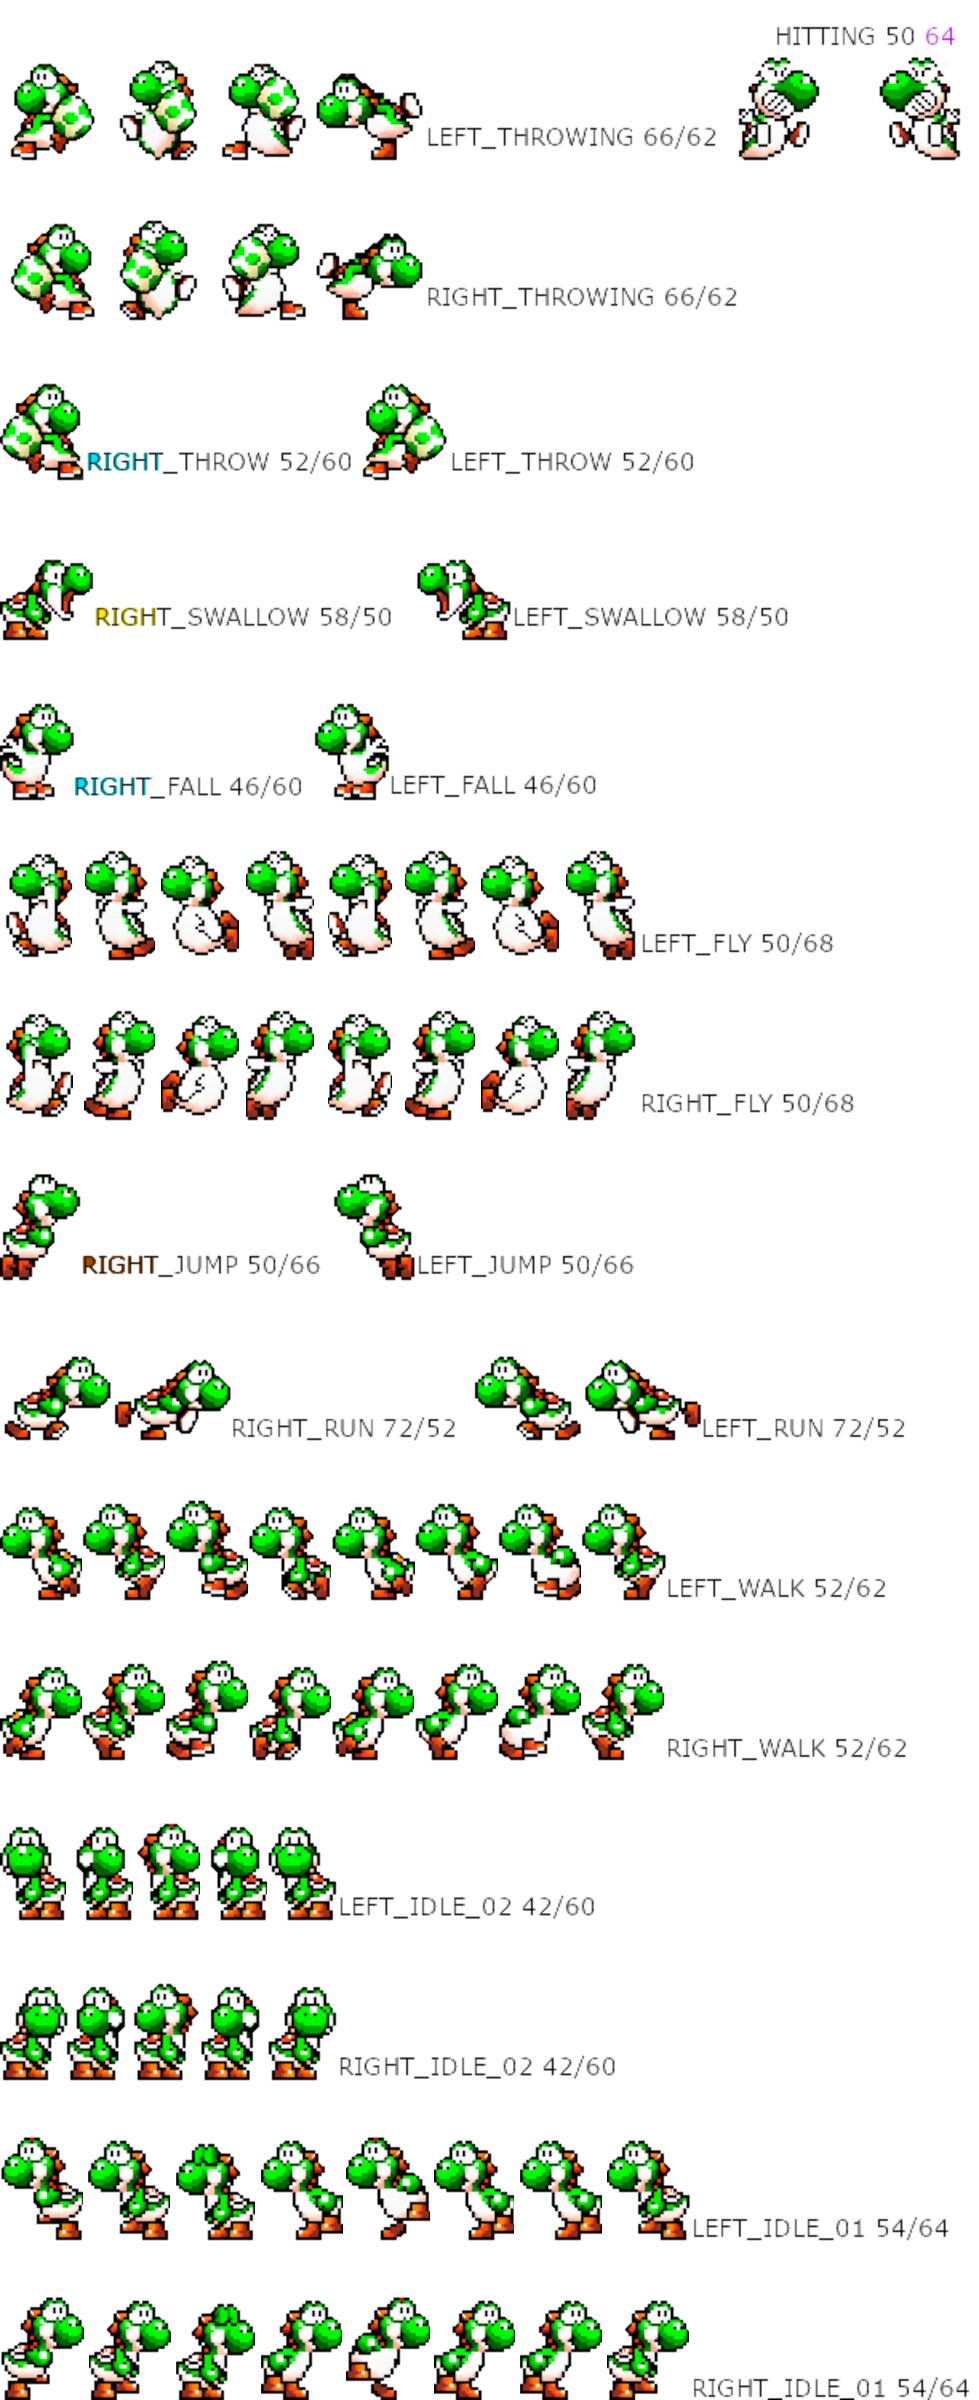 HITTING 50 64
LEFT_THROWING 66/62
RIGHT_THROWING 66/62
RIGHT_THROW 52/60
LEFT_THROW 52/60
RIGHT_SWALLOW 58/50
LEFT_SWALLOW 58/50
RIGHT_FALL 46/60
LEFT_FALL 46/60
LEFT_FLY 50/68
RIGHT_FLY 50/68
RIGHT_JUMP 50/66
LEFT_JUMP 50/66
RIGHT_RUN 72/52
LEFT_RUN 72/52
LEFT_WALK 52/62
RIGHT_WALK 52/62
LEFT_IDLE_02 42/60
RIGHT_IDLE_02 42/60
LEFT_IDLE_01 54/64
RIGHT_IDLE_01 54/64